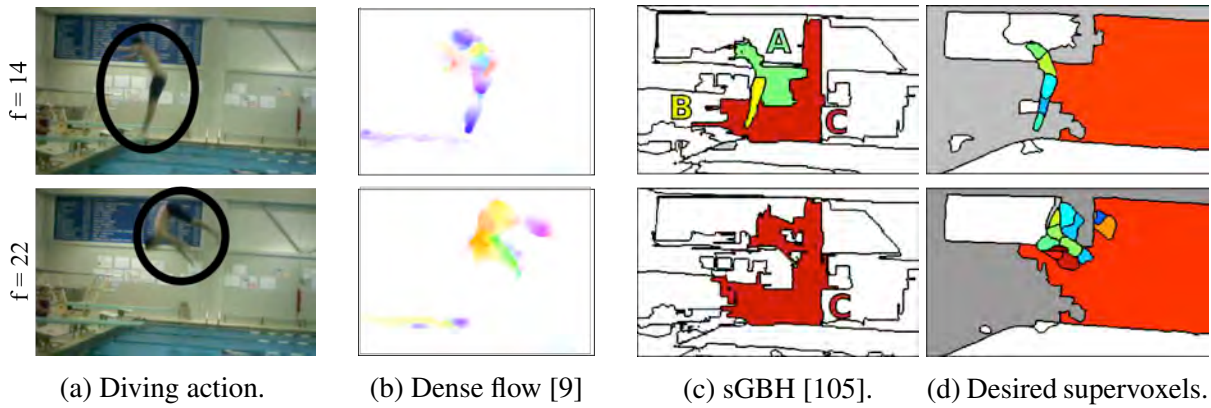 f = 14
A
B
C
f = 22
C
(a) Diving action.
(b) Dense flow [9]
(c) sGBH [105].
(d) Desired supervoxels.